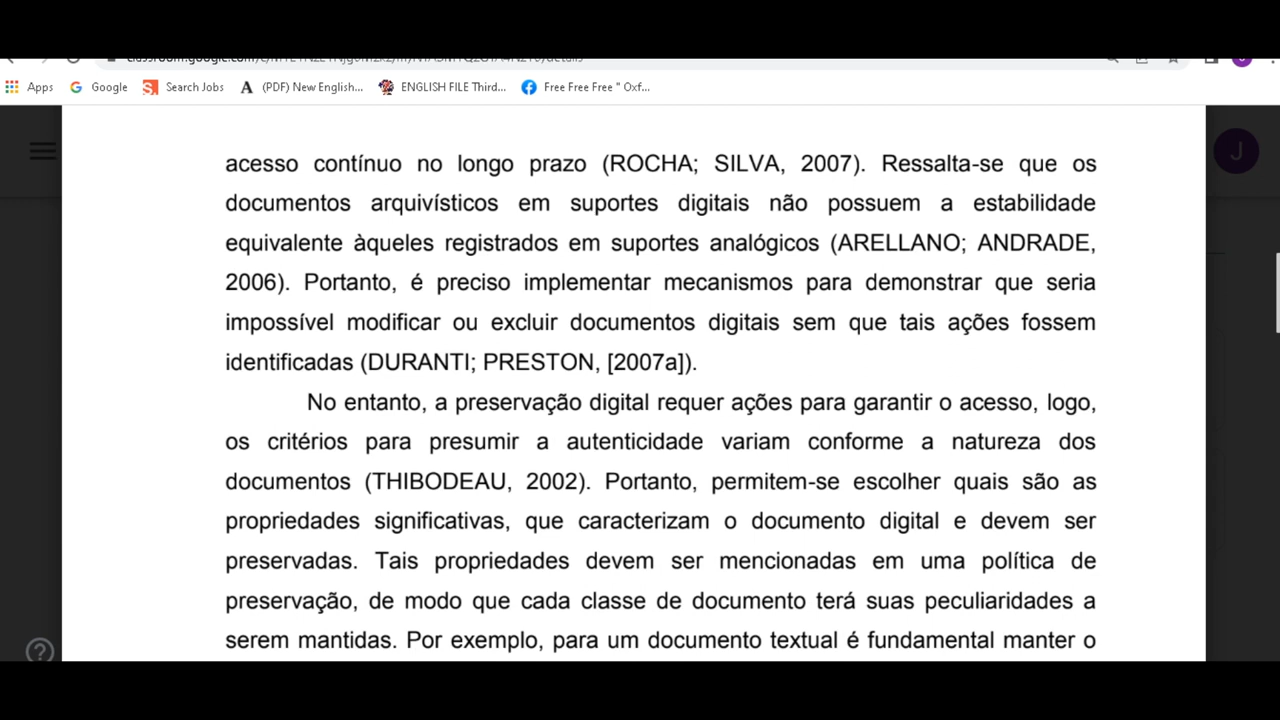 Apps Google Search Jobs (PDF) New English... ENGLISH FILE Third... Free Free Free " Oxf...
J
acesso contínuo no longo prazo (ROCHA; SILVA, 2007). Ressalta-se que os
documentos arquivísticos em suportes digitais não possuem a estabilidade
equivalente àqueles registrados em suportes analógicos (ARELLANO; ANDRADE,
2006). Portanto, é preciso implementar mecanismos para demonstrar que seria
impossível modificar ou excluir documentos digitais sem que tais ações fossem
identificadas (DURANTI; PRESTON, [2007a]).
No entanto, a preservação digital requer ações para garantir o acesso, logo,
os critérios para presumir a autenticidade variam conforme a natureza dos
documentos (THIBODEAU, 2002). Portanto, permitem-se escolher quais são as
propriedades significativas, que caracterizam o documento digital e devem ser
preservadas. Tais propriedades devem ser mencionadas em uma política de
preservação, de modo que cada classe de documento terá suas peculiaridades a
serem mantidas. Por exemplo, para um documento textual é fundamental manter o